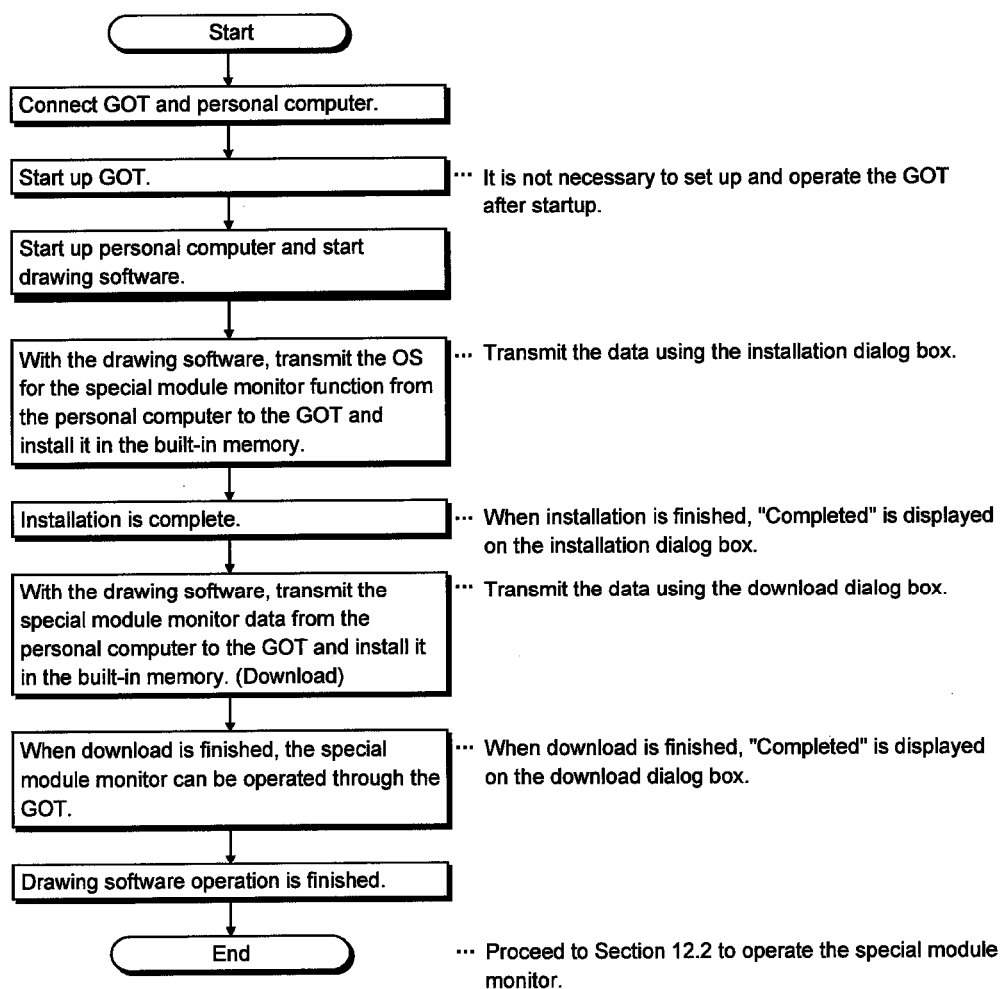 Start
Connect GOT and personal computer.
Start up GOT.
··· It is not necessary to set up and operate the GOT
after startup.
Start up personal computer and start
drawing software.
With the drawing software, transmit the OS
for the special module monitor function from
the personal computer to the GOT and
install it in the built-in memory.
··· Transmit the data using the installation dialog box.
Installation is complete.
··· When installation is finished, "Completed" is displayed
on the installation dialog box.
With the drawing software, transmit the
special module monitor data from the
personal computer to the GOT and install it
in the built-in memory. (Download)
··· Transmit the data using the download dialog box.
When download is finished, the special
module monitor can be operated through the
GOT.
··· When download is finished, "Completed" is displayed
on the download dialog box.
Drawing software operation is finished.
End
··· Proceed to Section 12.2 to operate the special module
monitor.